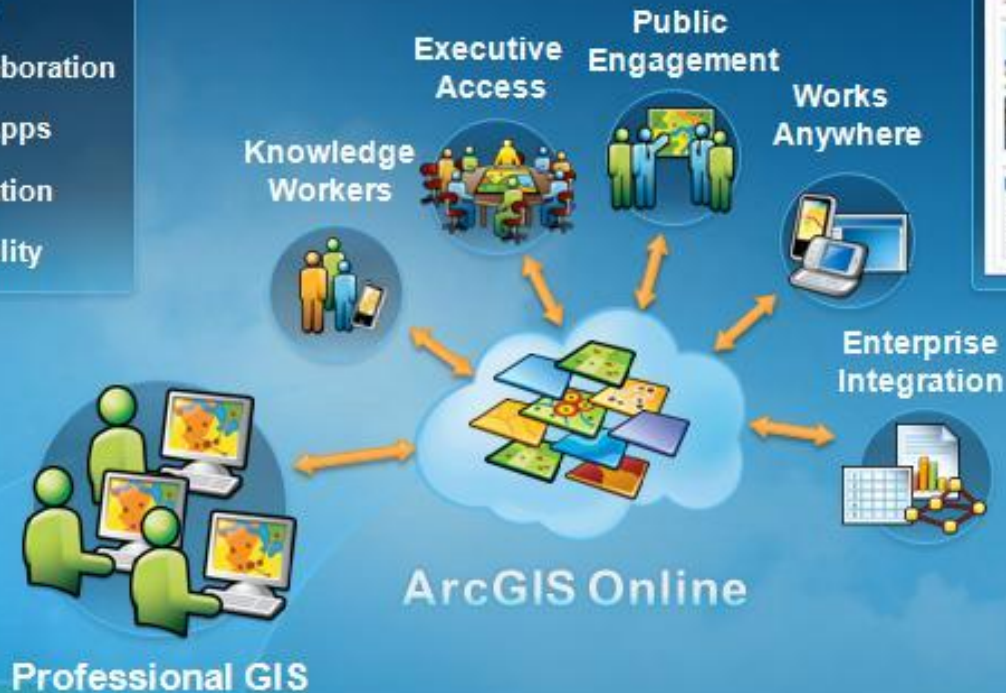 boration
pps
tion
lity
Public
Engagement
Executive
Access
Works
Anywhere
Knowledge
Workers
Enterprise
Integration
ArcGIS Online
Professional GIS